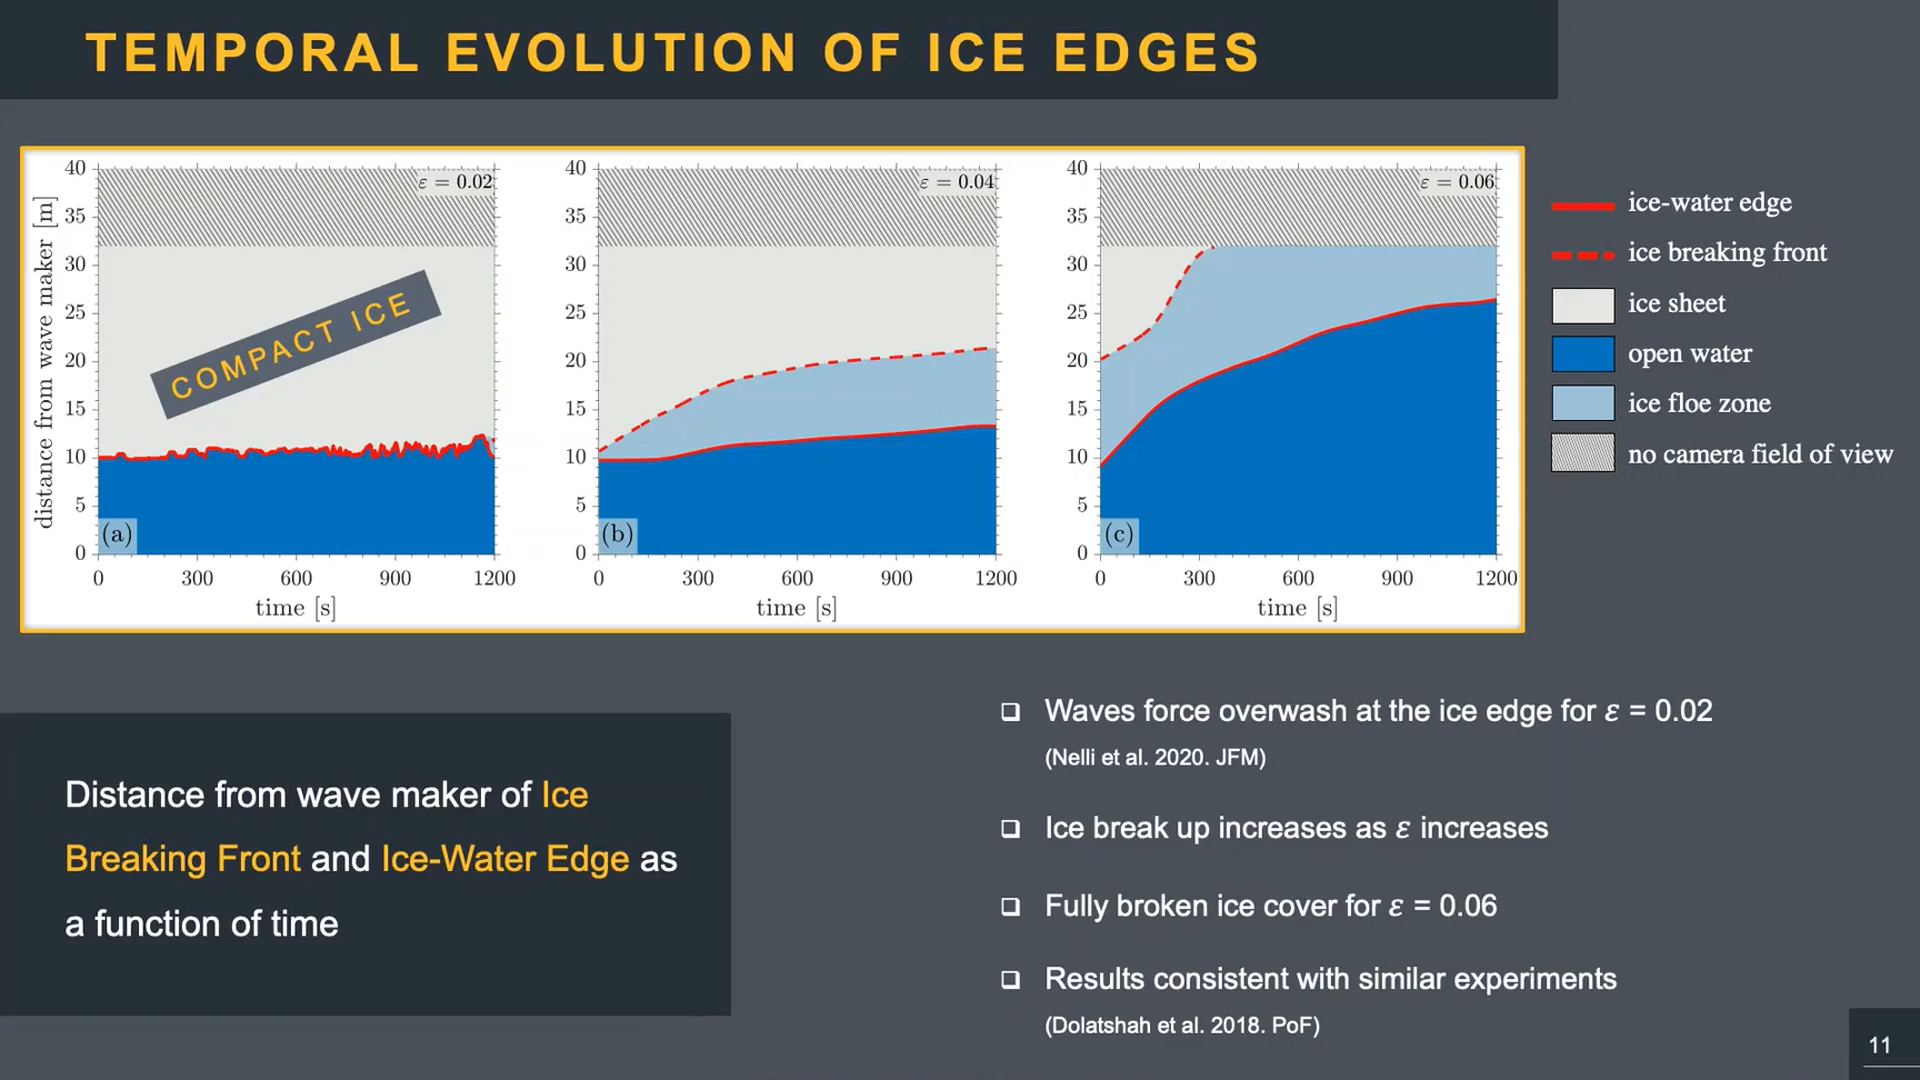 TEMPORAL EVOLUTION OF ICE EDGES
distance from wave maker [m]
40
35
30
25
20
15
10
5
0
ε = 0.02
COMPACT ICE
(a)
0 300 600 900 1200
time [s]
40
35
30
25
20
15
10
5
0
ε = 0.04
(b)
0 300 600 900 1200
time [s]
40
35
30
25
20
15
10
5
0
ε = 0.06
(c)
0 300 600 900 1200
time [s]
ice-water edge
ice breaking front
ice sheet
open water
ice floe zone
no camera field of view
Distance from wave maker of Ice
Breaking Front and Ice-Water Edge as
a function of time
Waves force overwash at the ice edge for ε = 0.02
(Nelli et al. 2020. JFM)
Ice break up increases as ε increases
Fully broken ice cover for ε = 0.06
Results consistent with similar experiments
(Dolatshah et al. 2018. PoF)
11